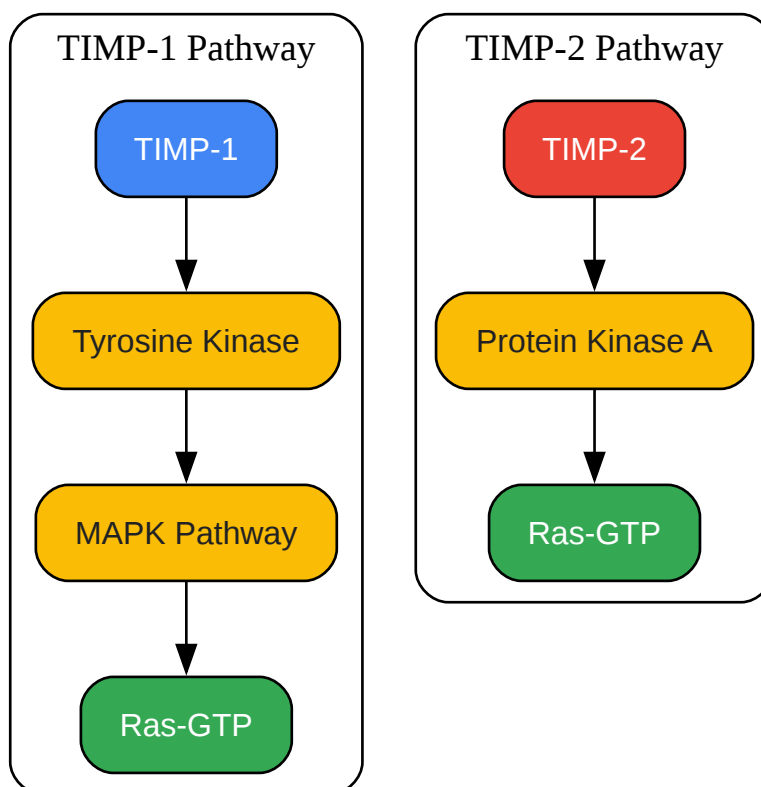 TIMP-1 Pathway
TIMP-1
Tyrosine Kinase
MAPK Pathway
Ras-GTP
TIMP-2 Pathway
TIMP-2
Protein Kinase A
Ras-GTP